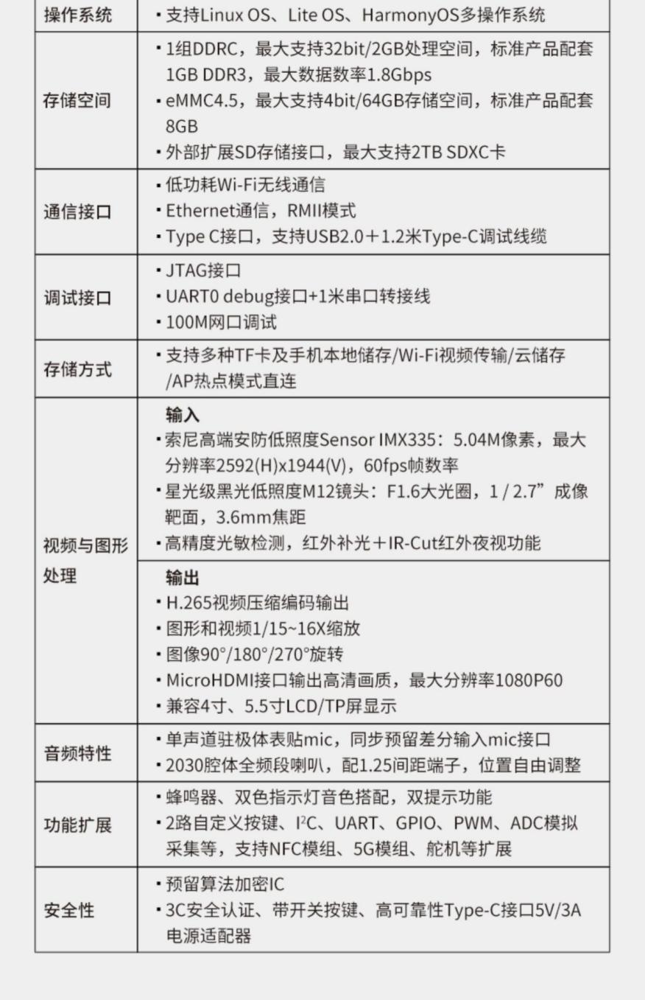 操作系统
▪支持Linux OS、Lite OS、HarmonyOS多操作系统
存储空间
▪1组DDRC，最大支持32bit/2GB处理空间，标准产品配套
1GB DDR3，最大数据数率1.8Gbps
▪eMMC4.5，最大支持4bit/64GB存储空间，标准产品配套
8GB
▪外部扩展SD存储接口，最大支持2TB SDXC卡
通信接口
▪低功耗Wi-Fi无线通信
▪Ethernet通信，RMII模式
▪Type C接口，支持USB2.0＋1.2米Type-C调试线缆
调试接口
▪JTAG接口
▪UART0 debug接口+1米串口转接线
▪100M网口调试
存储方式
▪支持多种TF卡及手机本地储存/Wi-Fi视频传输/云储存
/AP热点模式直连
视频与图形
处理
输入
▪索尼高端安防低照度Sensor IMX335：5.04M像素，最大
分辨率2592(H)x1944(V)，60fps帧数率
▪星光级黑光低照度M12镜头：F1.6大光圈，1 / 2.7”成像
靶面，3.6mm焦距
▪高精度光敏检测，红外补光＋IR-Cut红外夜视功能
输出
▪H.265视频压缩编码输出
▪图形和视频1/15~16X缩放
▪图像90°/180°/270°旋转
▪MicroHDMI接口输出高清画质，最大分辨率1080P60
▪兼容4寸、5.5寸LCD/TP屏显示
音频特性
▪单声道驻极体表贴mic，同步预留差分输入mic接口
▪2030腔体全频段喇叭，配1.25间距端子，位置自由调整
功能扩展
▪蜂鸣器、双色指示灯音色搭配，双提示功能
▪2路自定义按键、I²C、UART、GPIO、PWM、ADC模拟
采集等，支持NFC模组、5G模组、舵机等扩展
安全性
▪预留算法加密IC
▪3C安全认证、带开关按键、高可靠性Type-C接口5V/3A
电源适配器